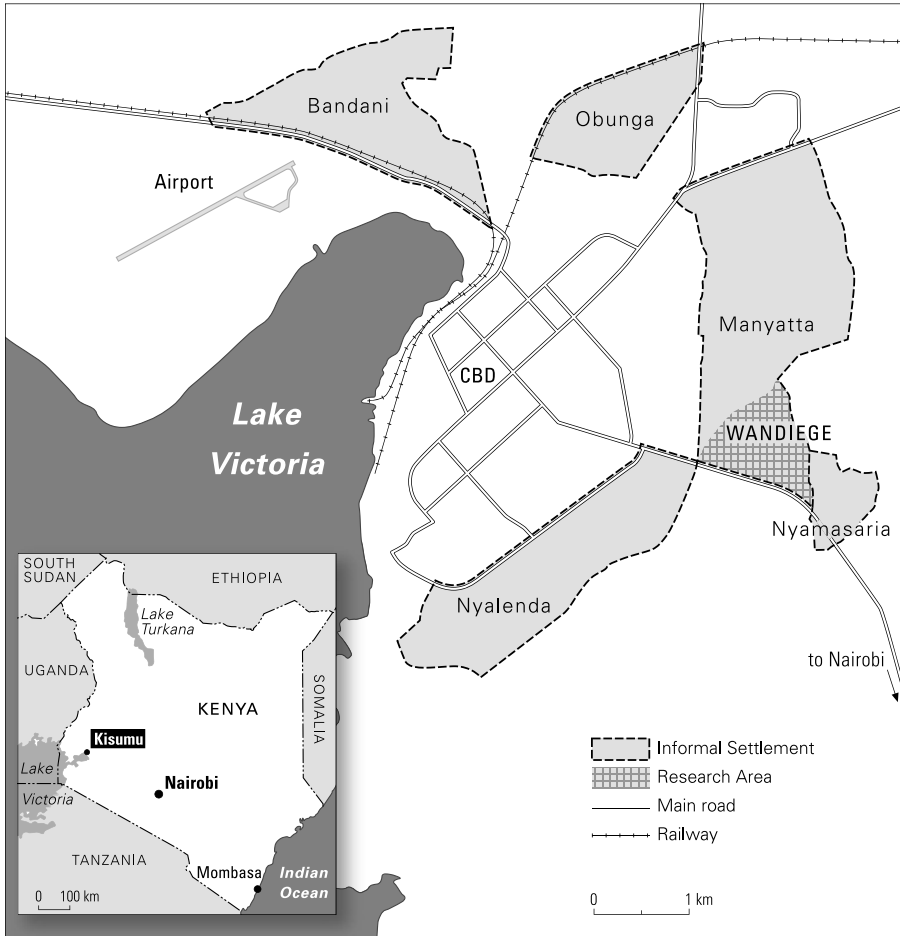 Bandani
Obunga
Airport
Manyatta
CBD
WANDIEGE
Lake
Victoria
Nyamasaria
Nyalenda
to Nairobi
SOUTH
SUDAN
ETHIOPIA
Lake
Turkana
UGANDA
SOMALIA
KENYA
Kisumu
Lake
Victoria
Nairobi
TANZANIA
Mombasa
Indian
Ocean
0 100 km
Informal Settlement
Research Area
Main road
Railway
0 1 km